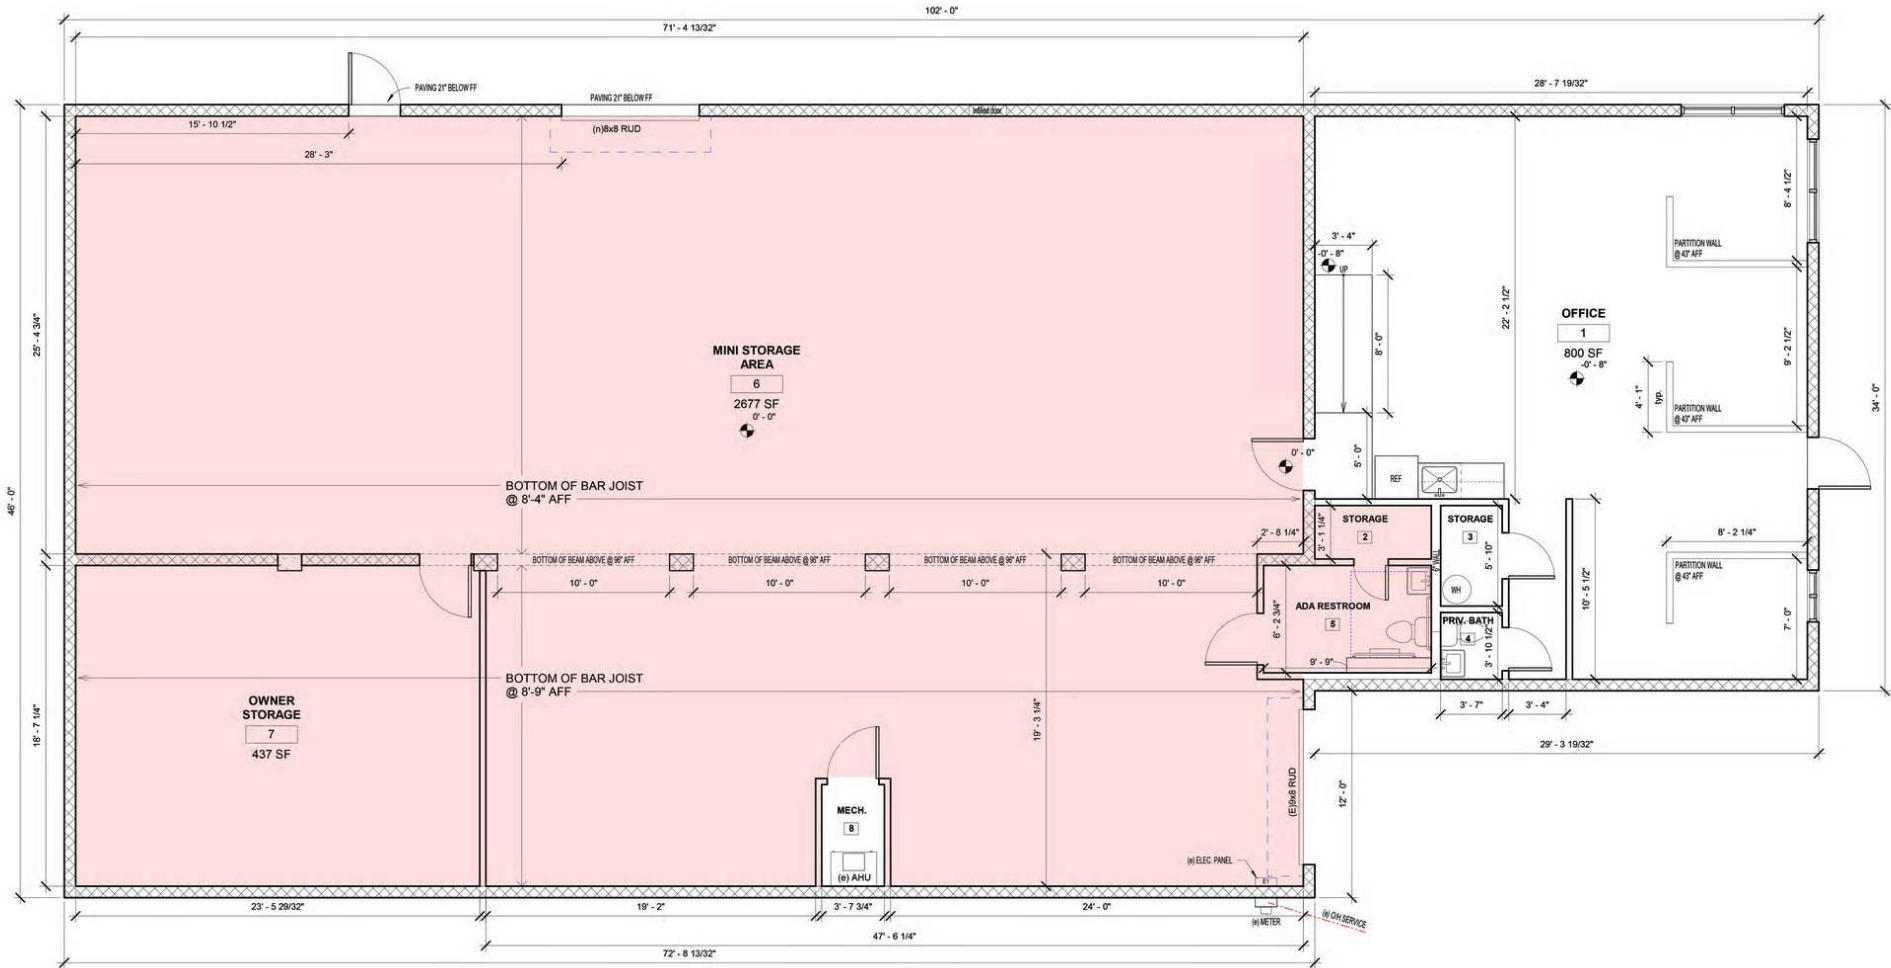 102' - 0"
71' - 4 13/32"
28' - 7 19/32"
PAVING 21" BELOW FF
PAVING 21" BELOW FF
infilled door
15' - 10 1/2"
(n)8x8 RUD
28' - 3"
8' - 4 1/2"
3' - 4"
-0' - 8"
UP
PARTITION WALL
@ 43" AFF
25' - 4 3/4"
22' - 2 1/2"
OFFICE
1
800 SF
-0' - 8"
8' - 0"
9' - 2 1/2"
MINI STORAGE
AREA
6
2677 SF
0' - 0"
4' - 1"
typ.
PARTITION WALL
@ 43" AFF
34' - 0"
0' - 0"
5' - 0"
REF
46' - 0"
BOTTOM OF BAR JOIST
@ 8'-4" AFF
STORAGE
2
STORAGE
3
3' - 1 1/4"
2' - 8 1/4"
8' - 2 1/4"
6" WALL
5' - 10"
BOTTOM OF BEAM ABOVE @ 96" AFF
BOTTOM OF BEAM ABOVE @ 96" AFF
BOTTOM OF BEAM ABOVE @ 96" AFF
BOTTOM OF BEAM ABOVE @ 96" AFF
PARTITION WALL
@ 43" AFF
10' - 0"
10' - 0"
10' - 0"
10' - 0"
WH
10' - 5 1/2"
ADA RESTROOM
5
6' - 2 3/4"
PRIV. BATH
4
3' - 10 1/2"
7' - 0"
9' - 9"
BOTTOM OF BAR JOIST
@ 8'-9" AFF
OWNER
STORAGE
7
437 SF
18' - 7 1/4"
19' - 3 1/4"
3' - 7"
3' - 4"
29' - 3 19/32"
(E)9x8 RUD
12' - 0"
MECH.
8
(e) AHU
(e) ELEC. PANEL
E1
23' - 5 29/32"
19' - 2"
3' - 7 3/4"
24' - 0"
(e) METER
(e) O/H SERVICE
47' - 6 1/4"
72' - 8 13/32"